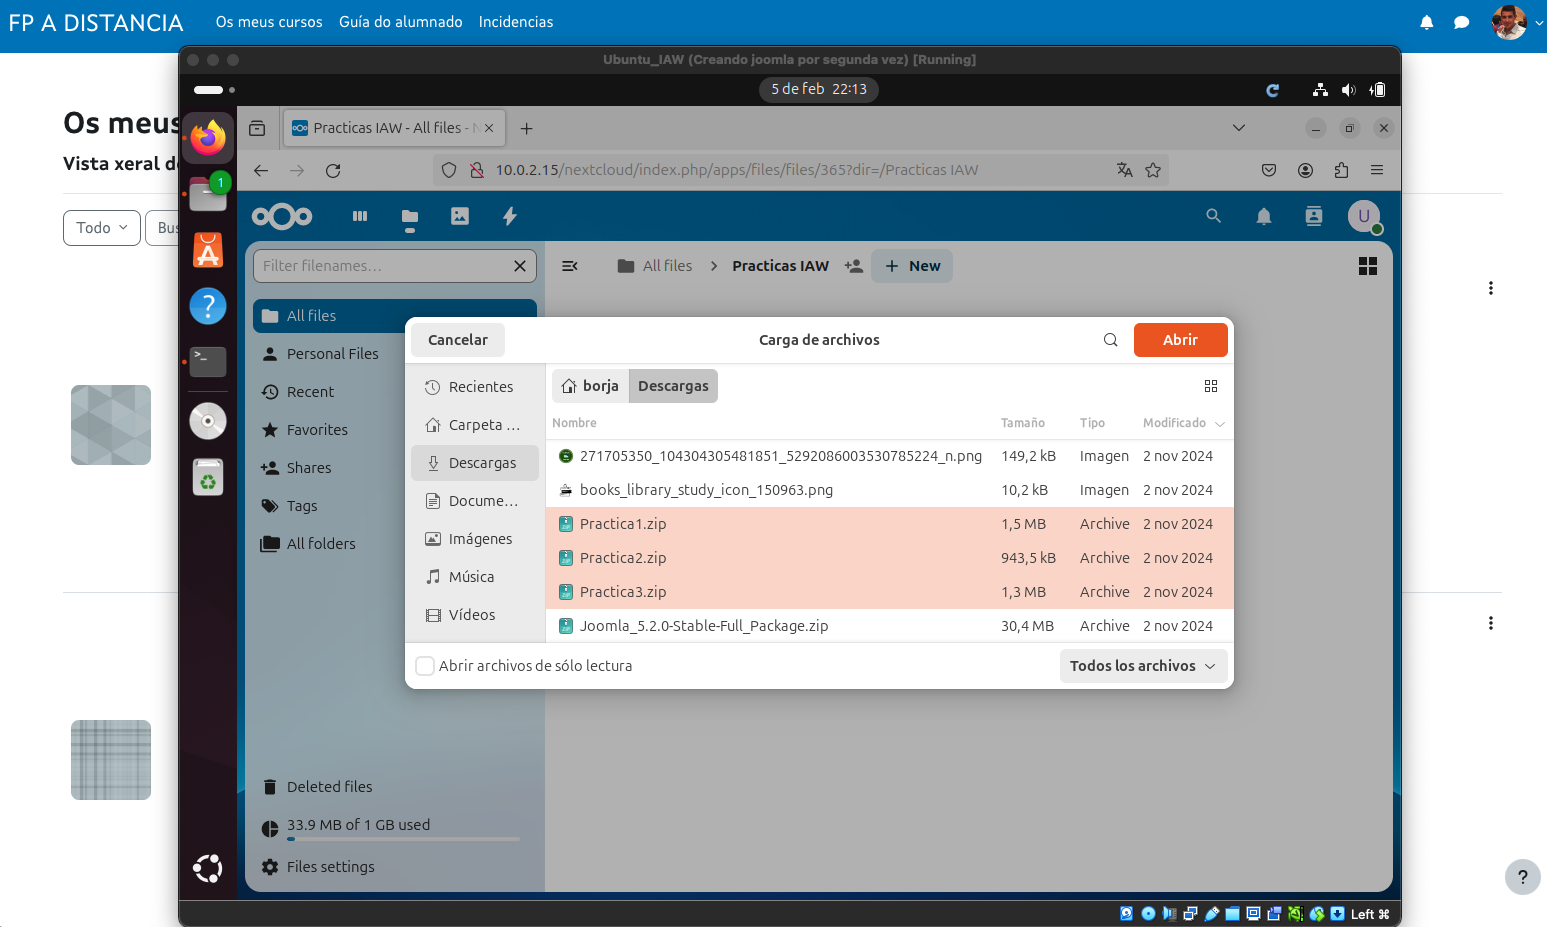 FP A DISTANCIA Os meus cursos Guía do alumnado Incidencias
Ubuntu_IAW (Creando joomla por segunda vez) [Running]
5 de feb 22:13
Os meus
Vista xeral de
Todo
Bus
1
Practicas IAW - All files - N
10.0.2.15/nextcloud/index.php/apps/files/files/365?dir=/Practicas IAW
U
Filter filenames...
All files
Practicas IAW
New
All files
Personal Files
Recent
Favorites
Shares
Tags
All folders
Deleted files
33.9 MB of 1 GB used
Files settings
Cancelar
Carga de archivos
Abrir
Recientes
Carpeta ...
Descargas
Docume...
Imágenes
Música
Vídeos
borja
Descargas
Nombre Tamaño Tipo Modificado
271705350_104304305481851_5292086003530785224_n.png 149,2 kB Imagen 2 nov 2024
books_library_study_icon_150963.png 10,2 kB Imagen 2 nov 2024
ZIP Practica1.zip 1,5 MB Archive 2 nov 2024
ZIP Practica2.zip 943,5 kB Archive 2 nov 2024
ZIP Practica3.zip 1,3 MB Archive 2 nov 2024
ZIP Joomla_5.2.0-Stable-Full_Package.zip 30,4 MB Archive 2 nov 2024
Abrir archivos de sólo lectura
Todos los archivos
?
Left ⌘